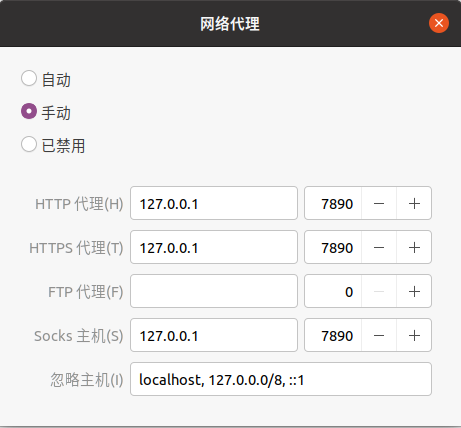 网络代理
自动
手动
已禁用
HTTP 代理(H) 127.0.0.1 7890 − +
HTTPS 代理(T) 127.0.0.1 7890 − +
FTP 代理(F) 0 − +
Socks 主机(S) 127.0.0.1 7890 − +
忽略主机(I) localhost, 127.0.0.0/8, ::1